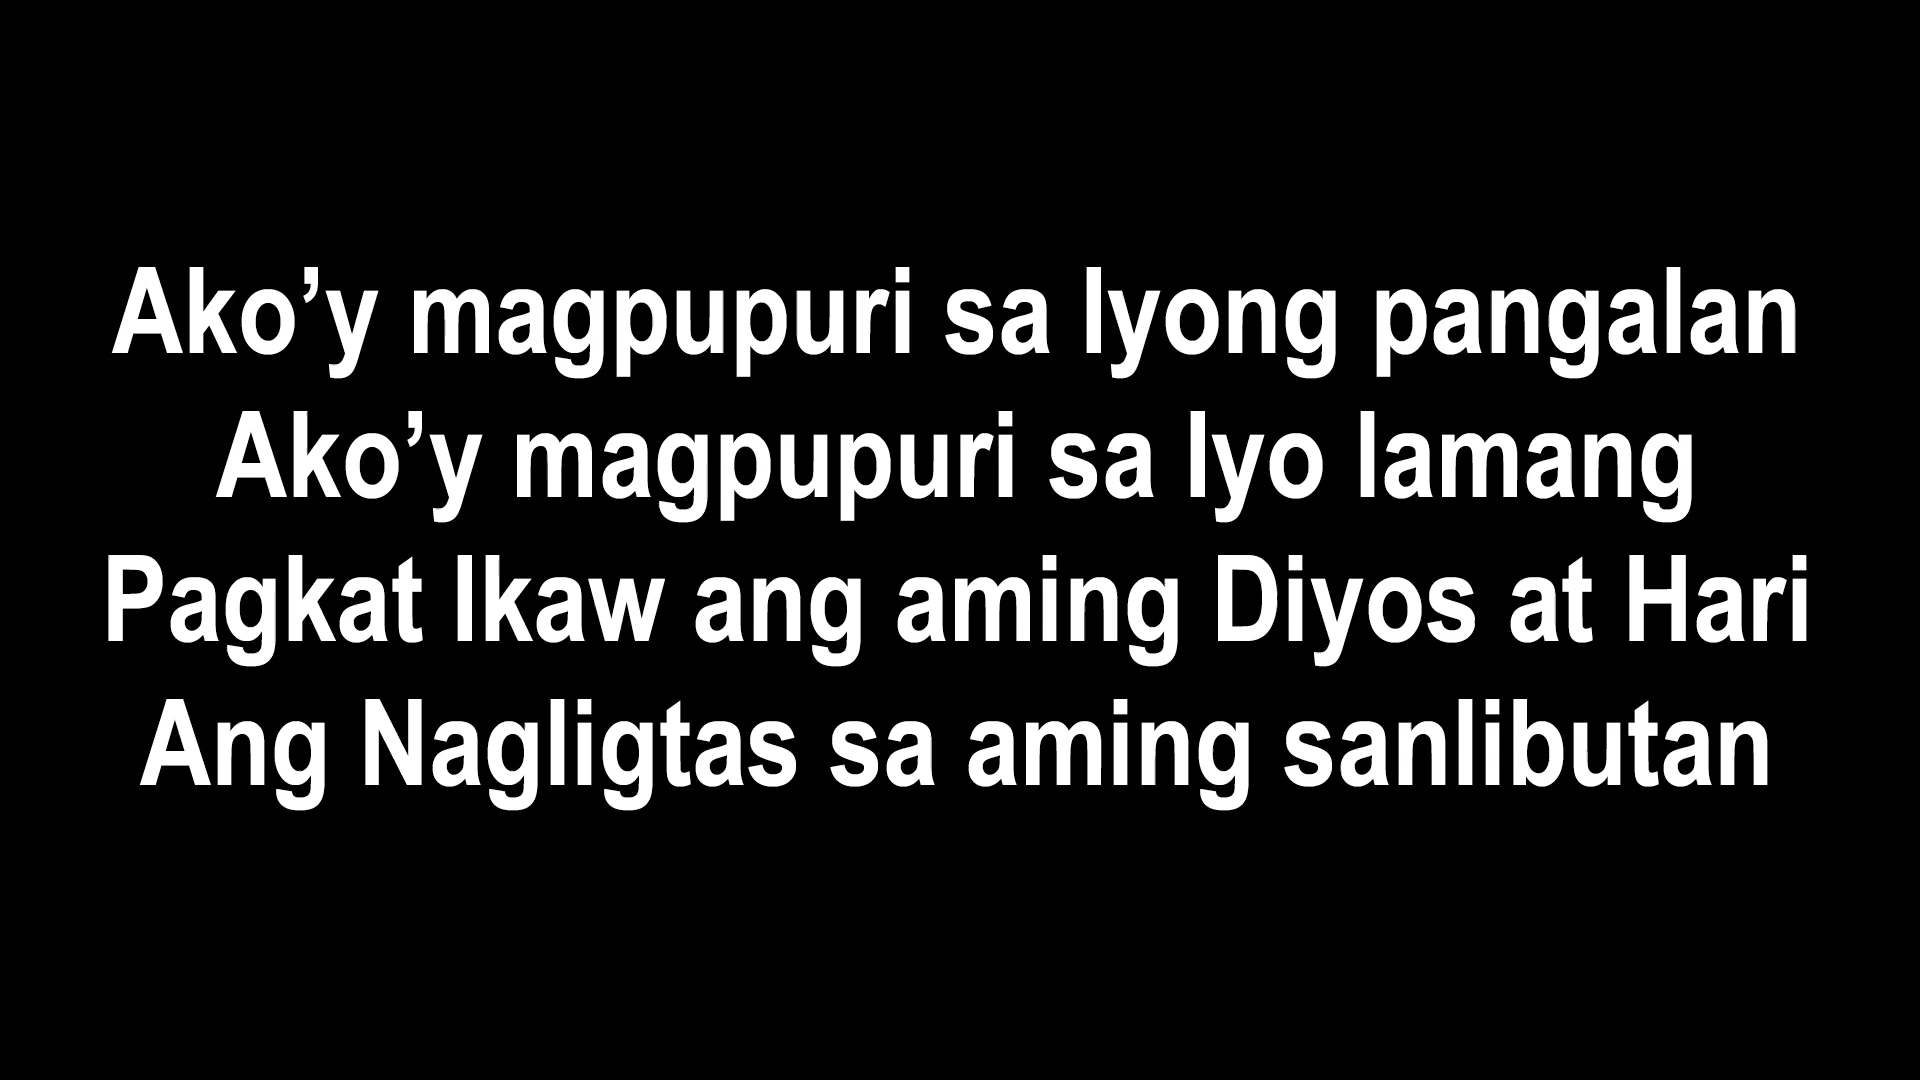 Ako’y magpupuri sa Iyong pangalan
Ako’y magpupuri sa Iyo lamang
Pagkat Ikaw ang aming Diyos at Hari
Ang Nagligtas sa aming sanlibutan